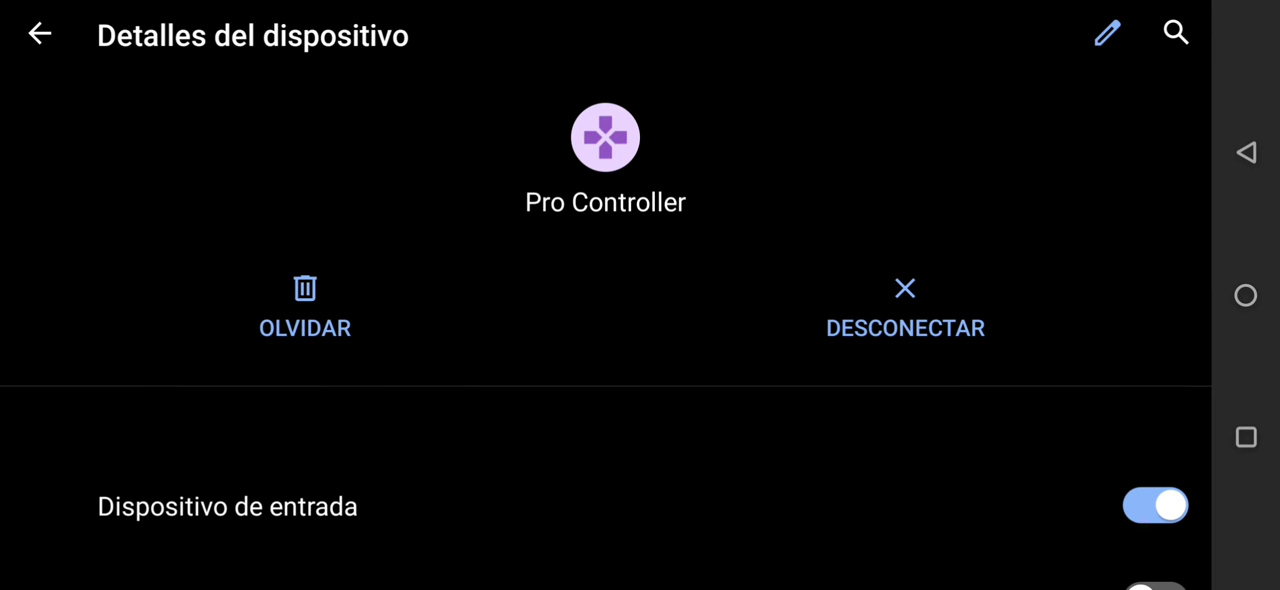 Detalles del dispositivo
Pro Controller
OLVIDAR
DESCONECTAR
Dispositivo de entrada